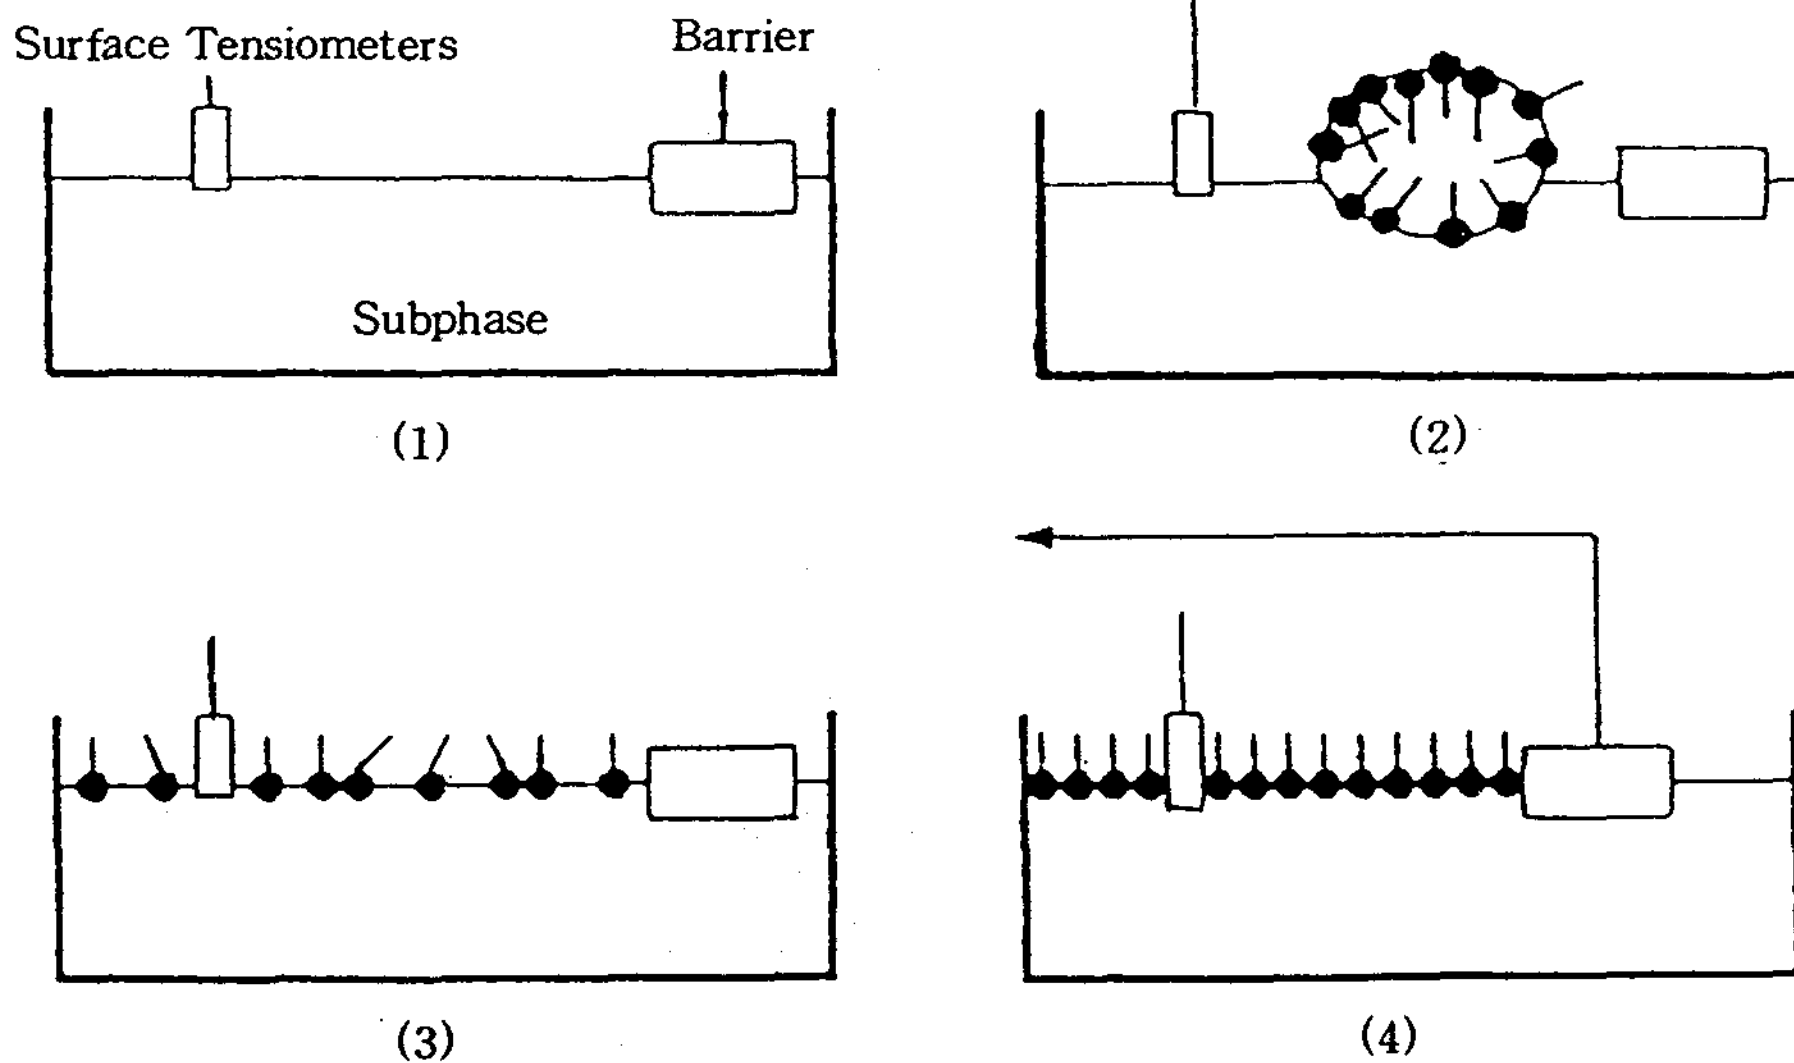 Surface Tensiometers
Barrier
Subphase
(1)
(2)
(3)
(4)